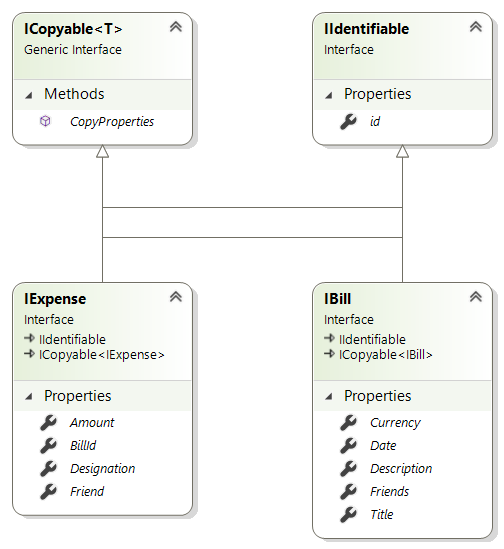 ICopyable<T>
Generic Interface
Methods
CopyProperties
IIdentifiable
Interface
Properties
id
IExpense
Interface
IIdentifiable
ICopyable<IExpense>
Properties
Amount
BillId
Designation
Friend
IBill
Interface
IIdentifiable
ICopyable<IBill>
Properties
Currency
Date
Description
Friends
Title